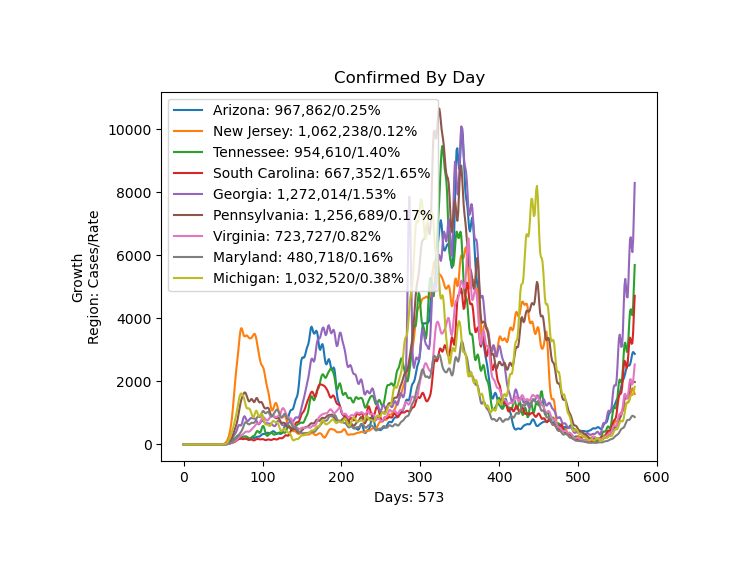 Confirmed By Day
Growth
Region: Cases/Rate
10000
8000
6000
4000
2000
0
Arizona: 967,862/0.25%
New Jersey: 1,062,238/0.12%
Tennessee: 954,610/1.40%
South Carolina: 667,352/1.65%
Georgia: 1,272,014/1.53%
Pennsylvania: 1,256,689/0.17%
Virginia: 723,727/0.82%
Maryland: 480,718/0.16%
Michigan: 1,032,520/0.38%
0 100 200 300 400 500 600
Days: 573